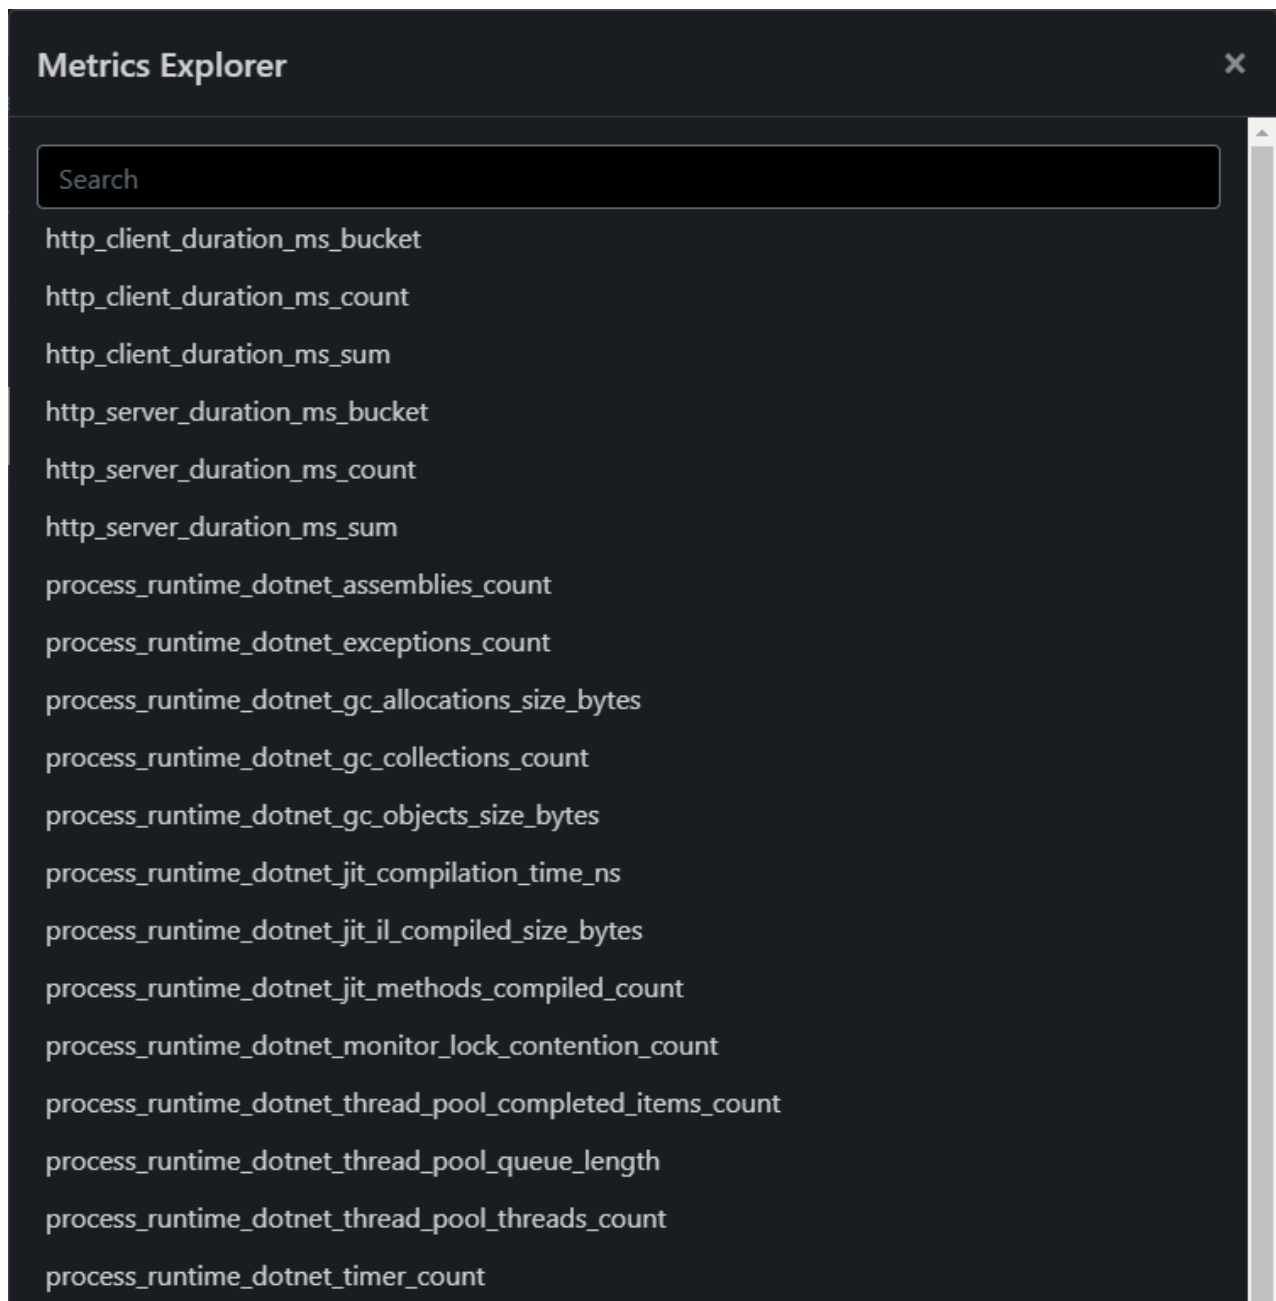 Metrics Explorer
Search
http_client_duration_ms_bucket
http_client_duration_ms_count
http_client_duration_ms_sum
http_server_duration_ms_bucket
http_server_duration_ms_count
http_server_duration_ms_sum
process_runtime_dotnet_assemblies_count
process_runtime_dotnet_exceptions_count
process_runtime_dotnet_gc_allocations_size_bytes
process_runtime_dotnet_gc_collections_count
process_runtime_dotnet_gc_objects_size_bytes
process_runtime_dotnet_jit_compilation_time_ns
process_runtime_dotnet_jit_il_compiled_size_bytes
process_runtime_dotnet_jit_methods_compiled_count
process_runtime_dotnet_monitor_lock_contention_count
process_runtime_dotnet_thread_pool_completed_items_count
process_runtime_dotnet_thread_pool_queue_length
process_runtime_dotnet_thread_pool_threads_count
process_runtime_dotnet_timer_count